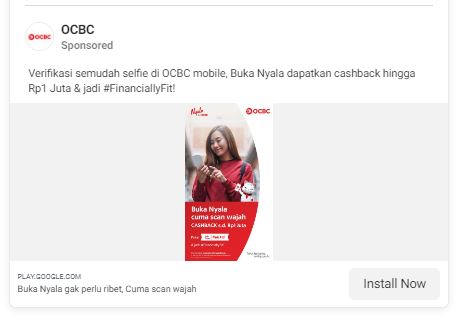 OCBC
OCBC
Sponsored
Verifikasi semudah selfie di OCBC mobile, Buka Nyala dapatkan cashback hingga
Rp1 Juta & jadi #FinanciallyFit!
Nyala
OCBC
Buka Nyala
cuma scan wajah
CASHBACK s.d. Rp1 Juta
PLAY.GOOGLE.COM
Buka Nyala gak perlu ribet, Cuma scan wajah
Install Now